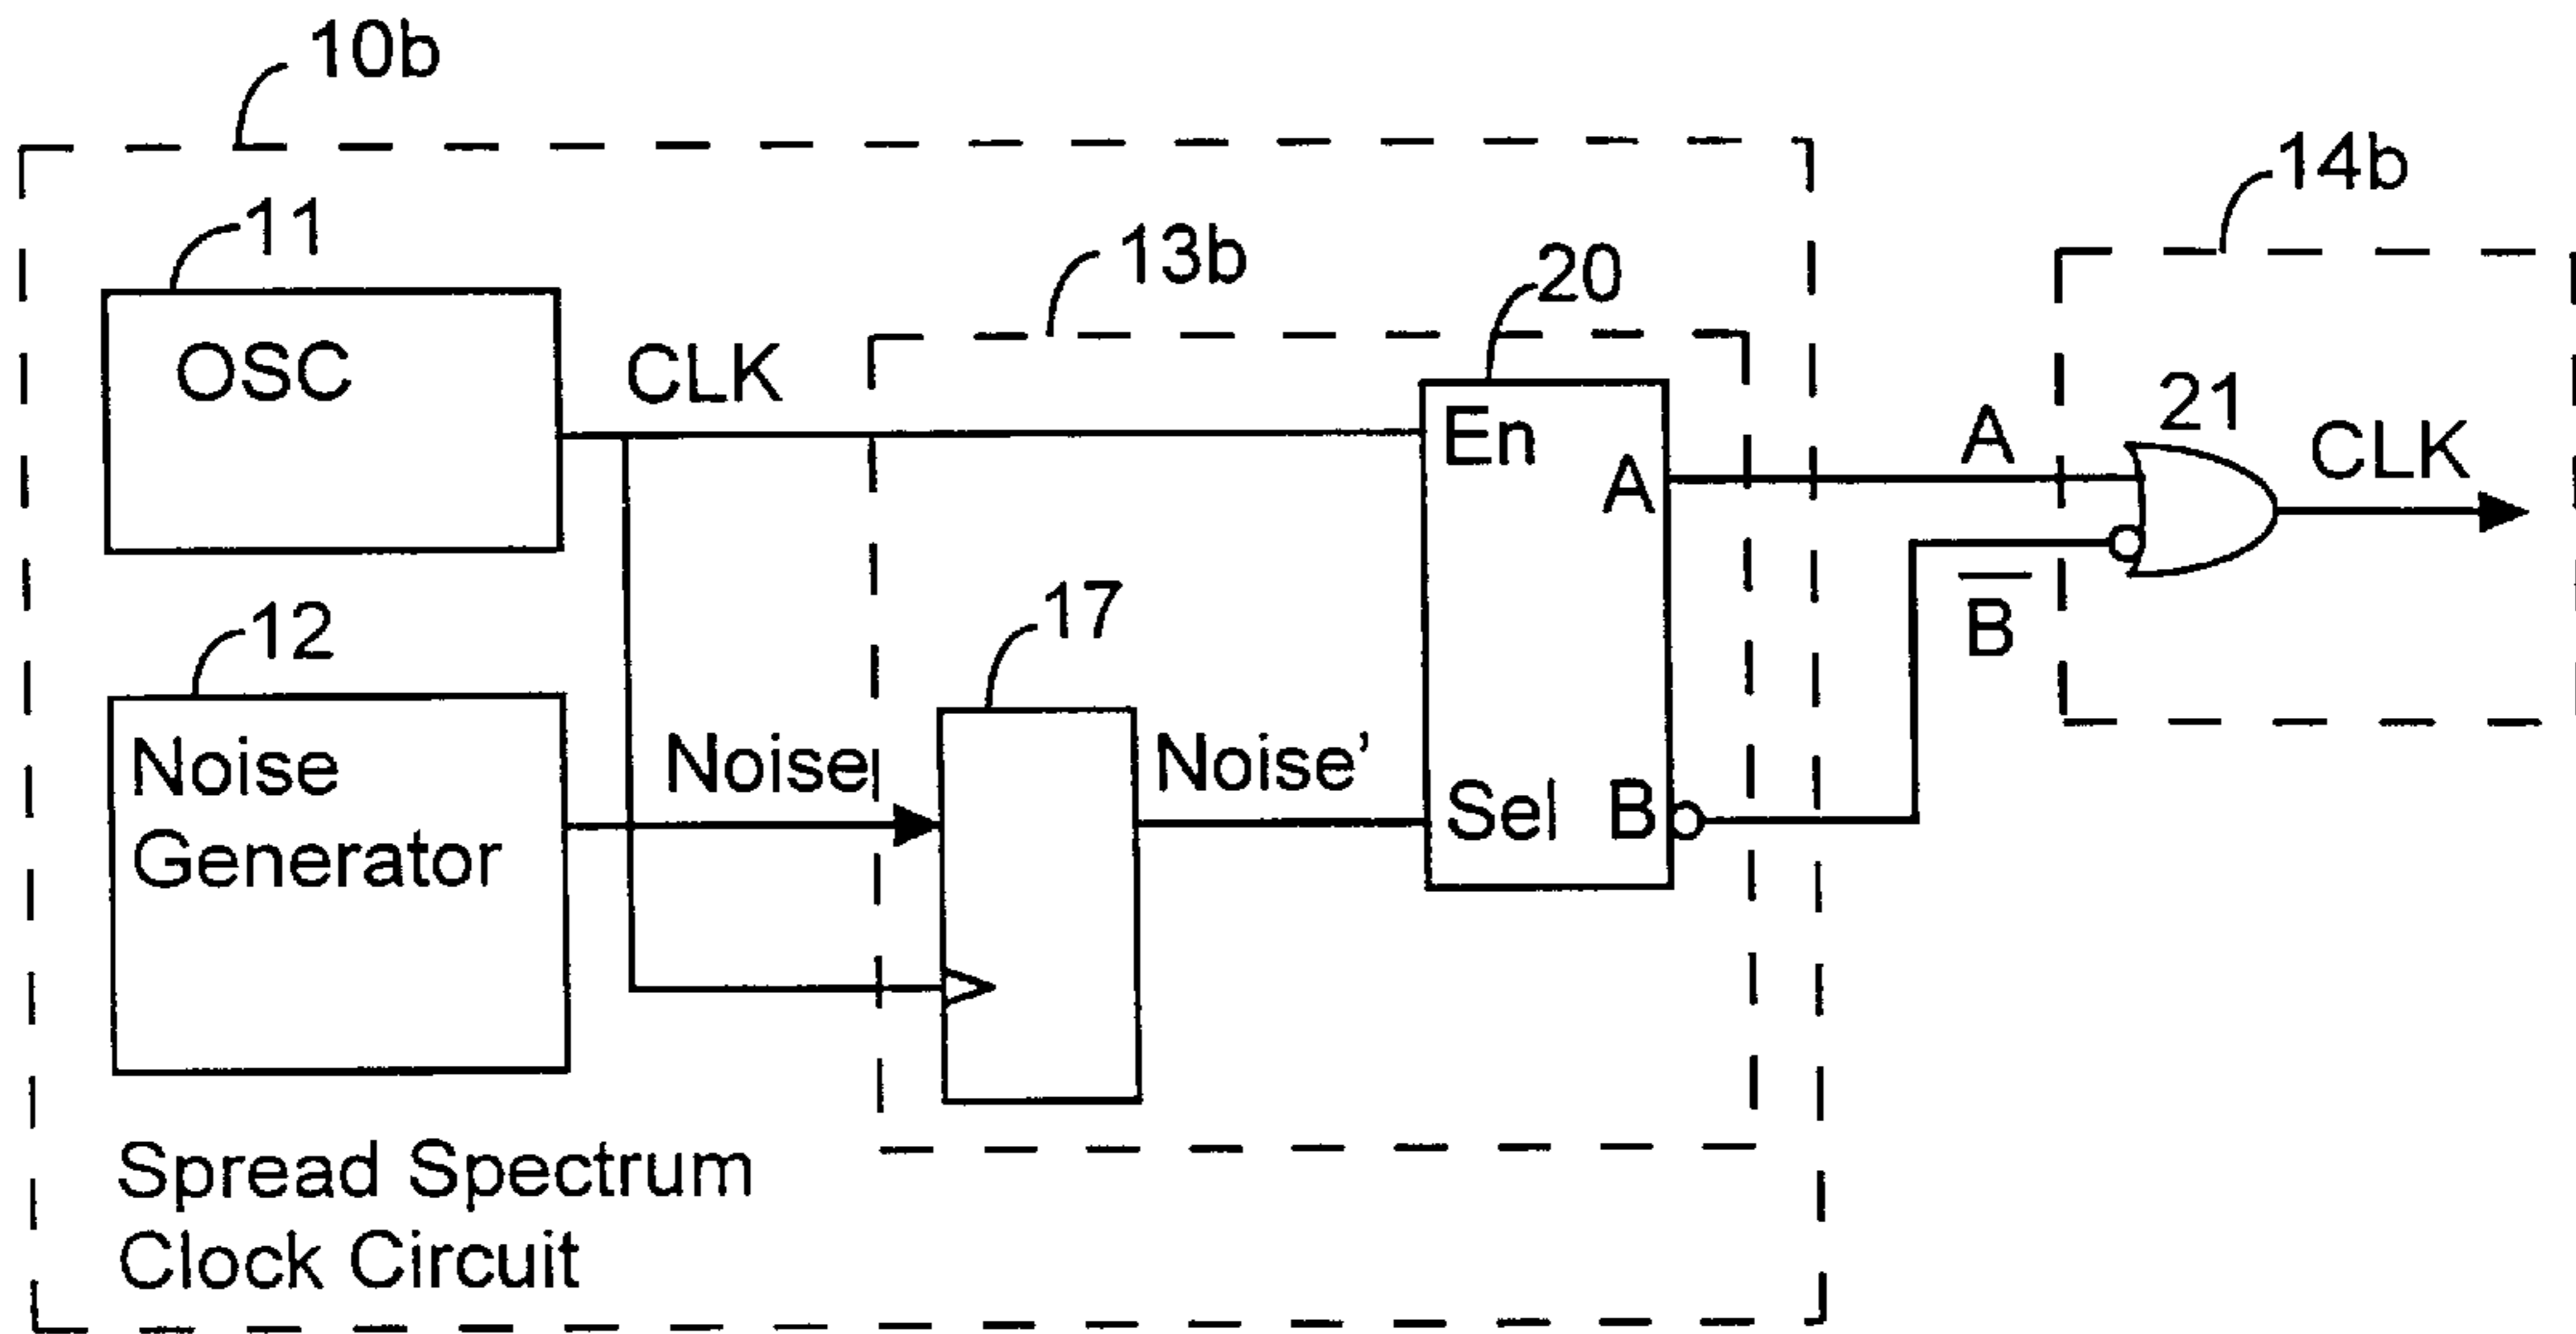 10b
14b
11
13b
20
OSC
CLK
En
A
A
21
CLK
12
17
B̅
Noise
Generator
Noise
Noise'
Sel
B
Spread Spectrum
Clock Circuit